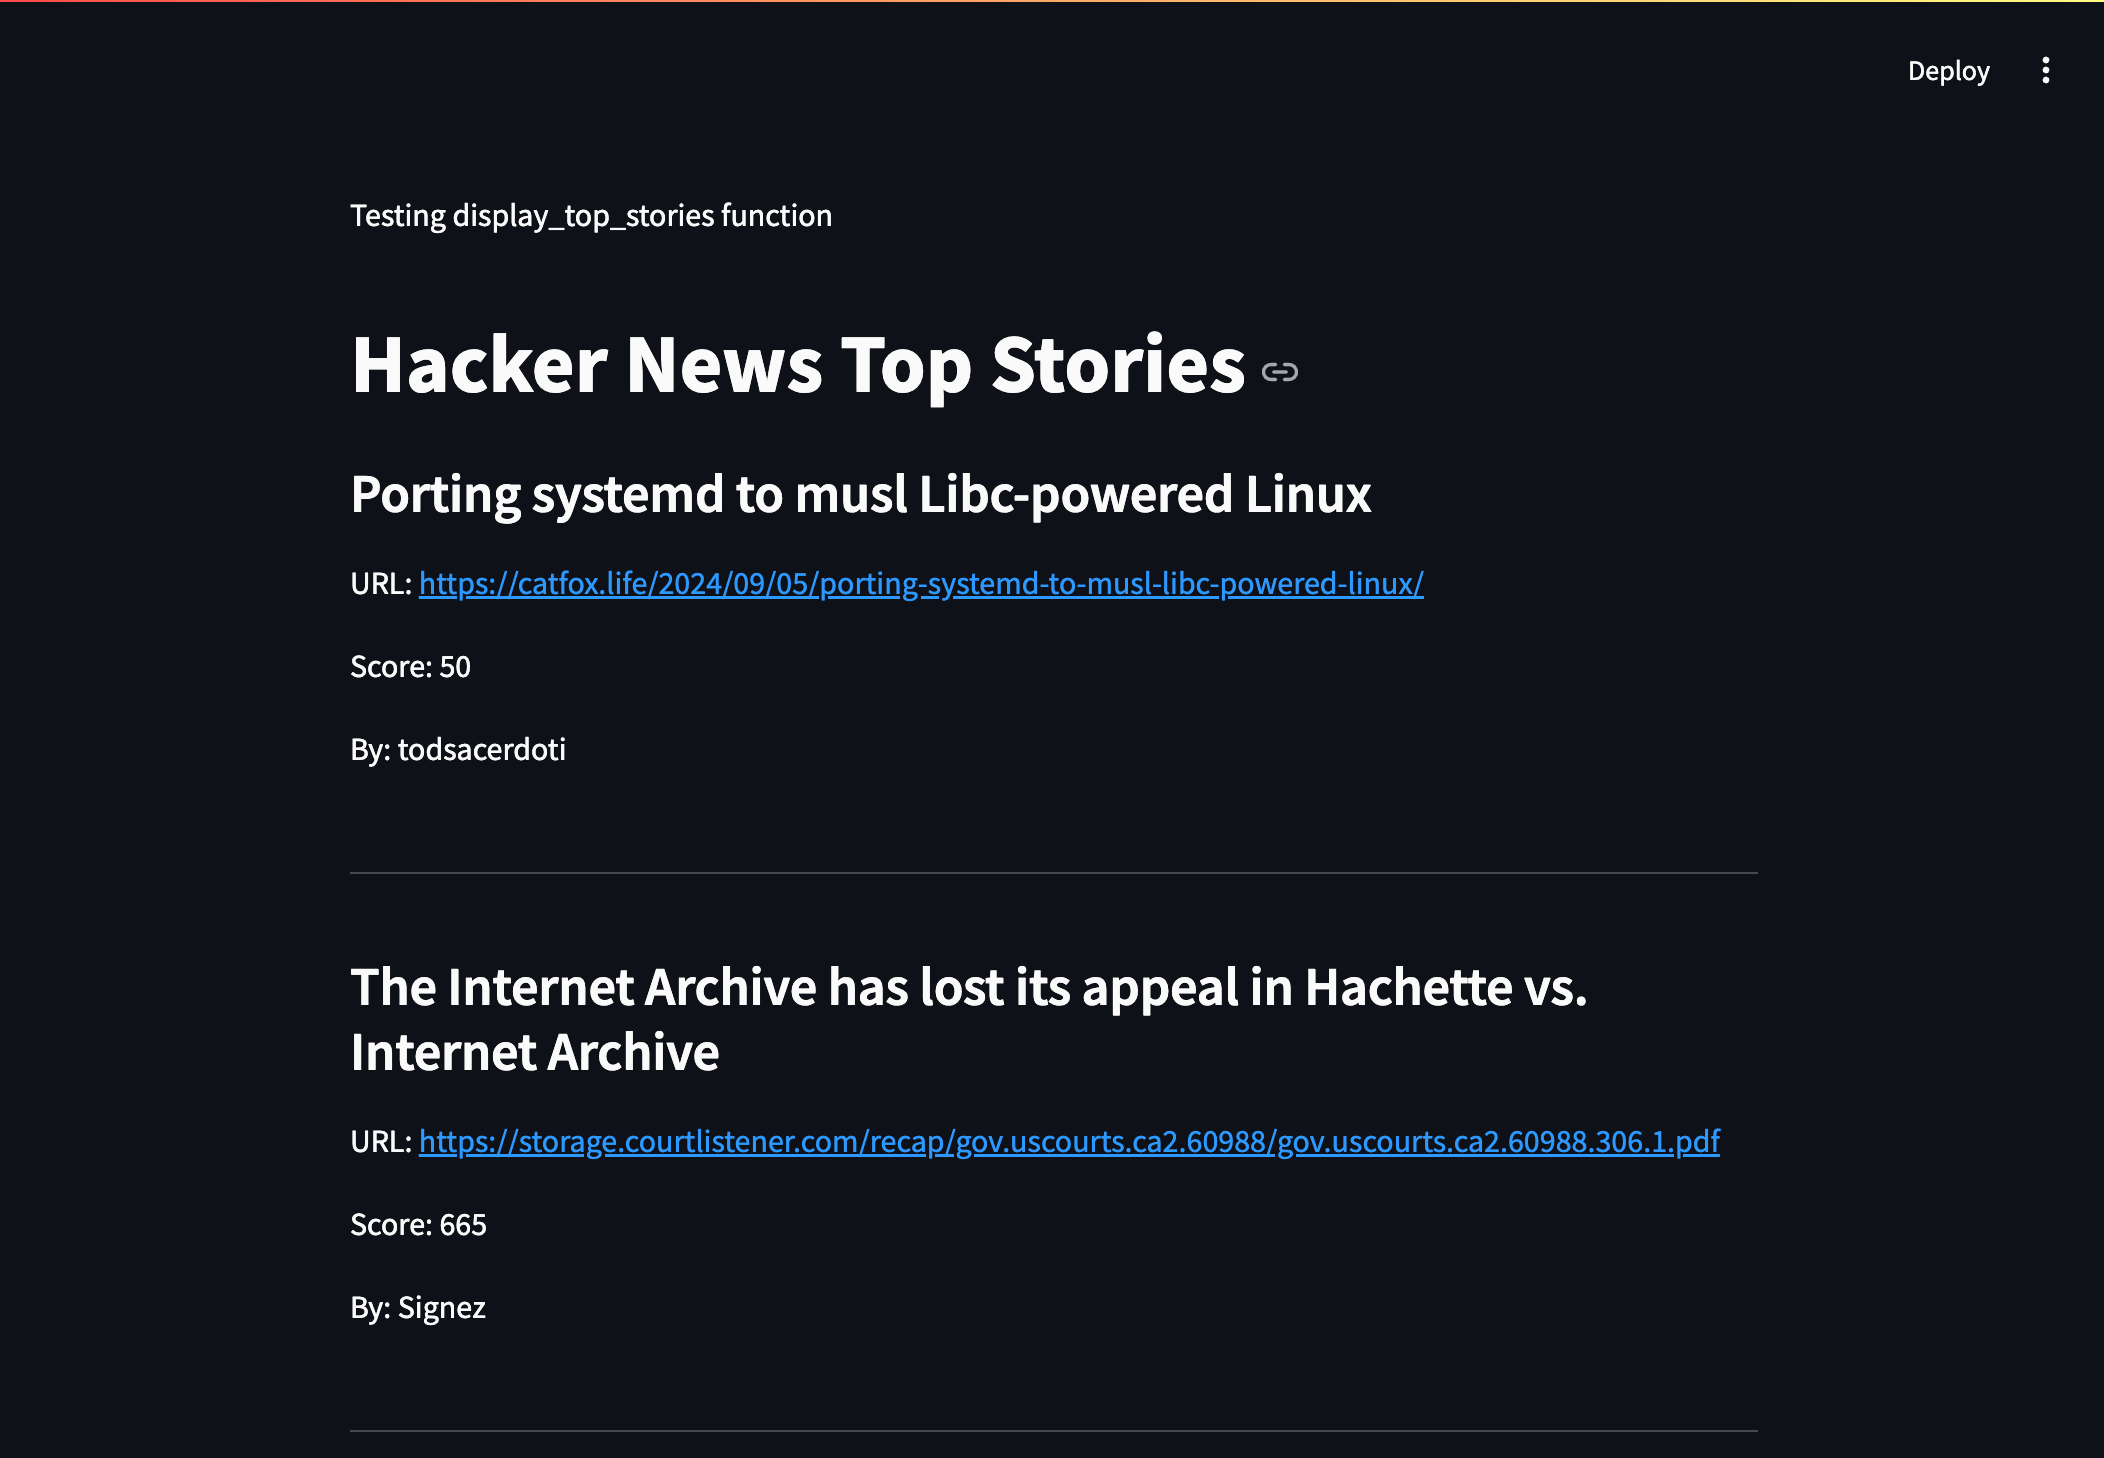 Deploy
Testing display_top_stories function
Hacker News Top Stories
Porting systemd to musl Libc-powered Linux
URL: https://catfox.life/2024/09/05/porting-systemd-to-musl-libc-powered-linux/
Score: 50
By: todsacerdoti
The Internet Archive has lost its appeal in Hachette vs.
Internet Archive
URL: https://storage.courtlistener.com/recap/gov.uscourts.ca2.60988/gov.uscourts.ca2.60988.306.1.pdf
Score: 665
By: Signez